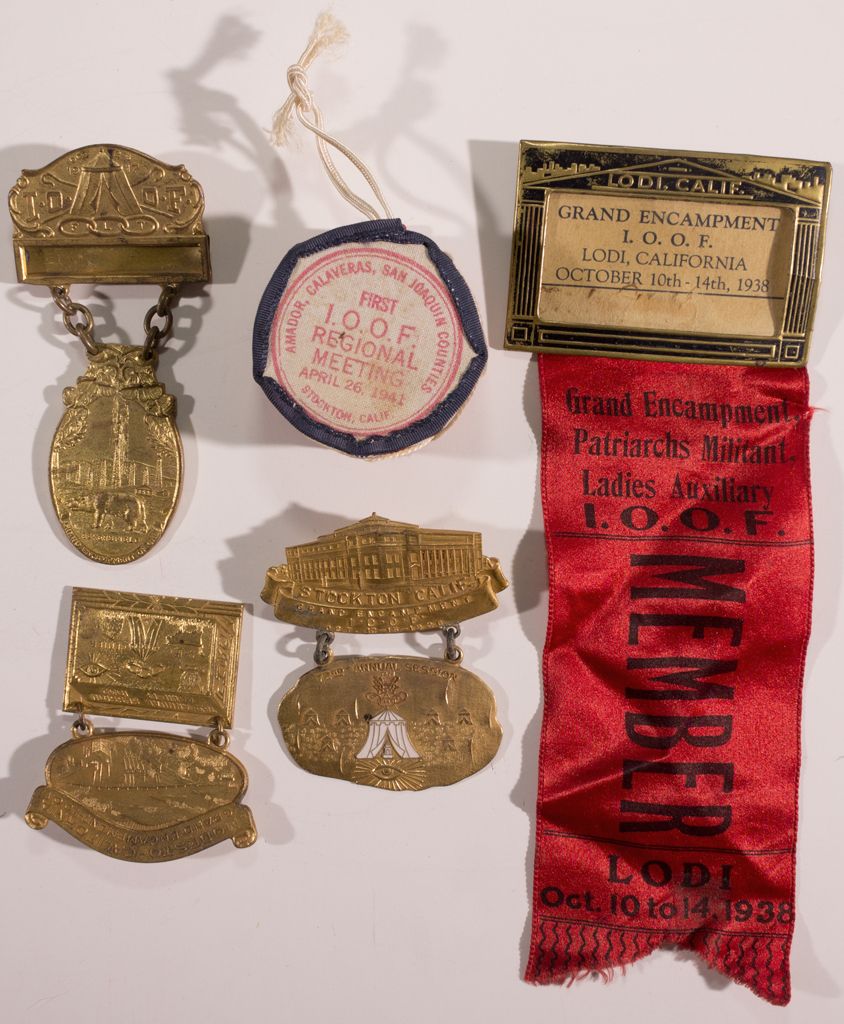 I.O.O.F.
F L T
AMADOR, CALAVERAS, SAN JOAQUIN COUNTIES
FIRST
I.O.O.F.
REGIONAL
MEETING
APRIL 26, 1941
STOCKTON, CALIF.
LODI, CALIF.
GRAND ENCAMPMENT
I. O. O. F.
LODI, CALIFORNIA
OCTOBER 10th - 14th, 1938
Grand Encampment,
Patriarchs Militant,
Ladies Auxiliary
I.O.O.F.
MEMBER
LODI
Oct. 10 to 14, 1938
STOCKTON CALIF.
GRAND ENCAMPMENT
I O O F
ANNUAL SESSION